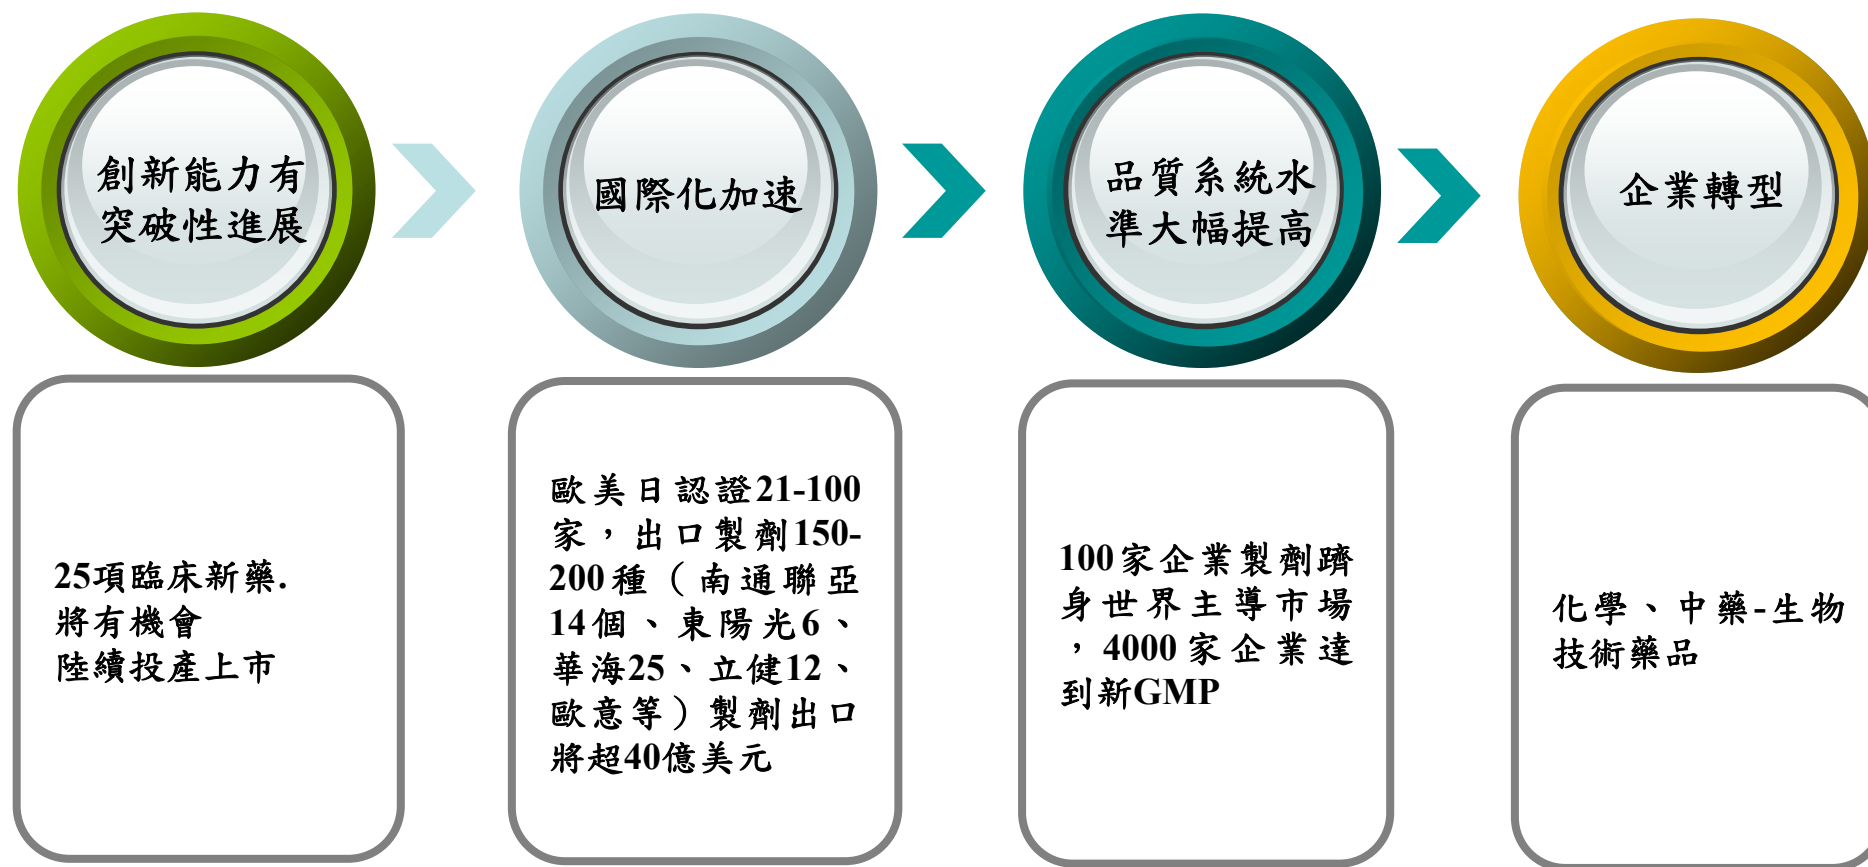 創新能力有
突破性進展
國際化加速
品質系統水
準大幅提高
企業轉型
25項臨床新藥.
將有機會
陸續投產上市
歐美日認證21-100
家，出口製劑150-
200種（南通聯亞
14個、東陽光6、
華海25、立健12、
歐意等）製劑出口
將超40億美元
100家企業製劑躋
身世界主導市場
，4000家企業達
到新GMP
化學、中藥-生物
技術藥品